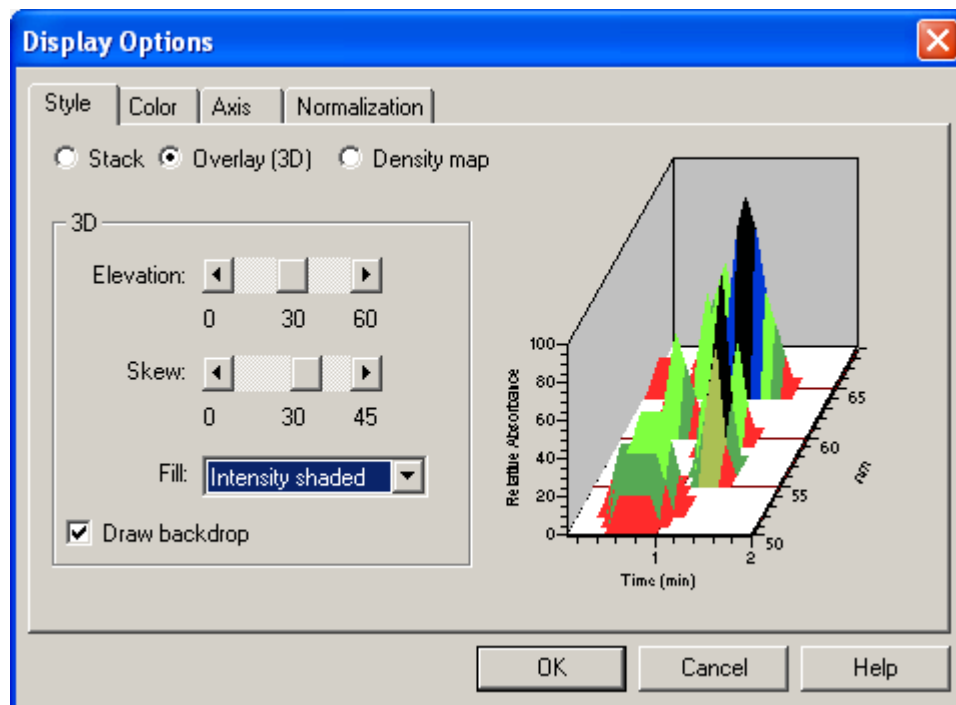 Display Options
Style Color Axis Normalization
Stack Overlay (3D) Density map
3D
Elevation:
0 30 60
Skew:
0 30 45
Fill: Intensity shaded
Draw backdrop
100
80
60
40
20
0
Relative Absorbance
1 2
Time (min)
50
55
60
65
OK Cancel Help